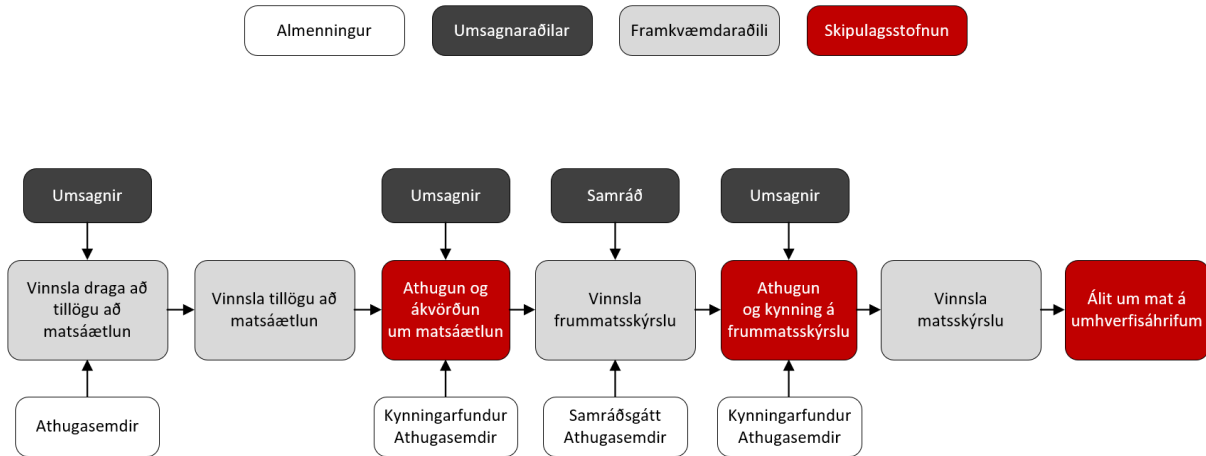 Almenningur
Umsagnaraðilar
Framkvæmdaraðili
Skipulagsstofnun
Umsagnir
Umsagnir
Samráð
Umsagnir
Vinnsla draga að
tillögu að
matsáætlun
Vinnsla tillögu að
matsáætlun
Athugun og
ákvörðun
um matsáætlun
Vinnsla
frummatsskýrslu
Athugun
og kynning á
frummatsskýrslu
Vinnsla
matsskýrslu
Álit um mat á
umhverfisáhrifum
Athugasemdir
Kynningarfundur
Athugasemdir
Samráðsgátt
Athugasemdir
Kynningarfundur
Athugasemdir